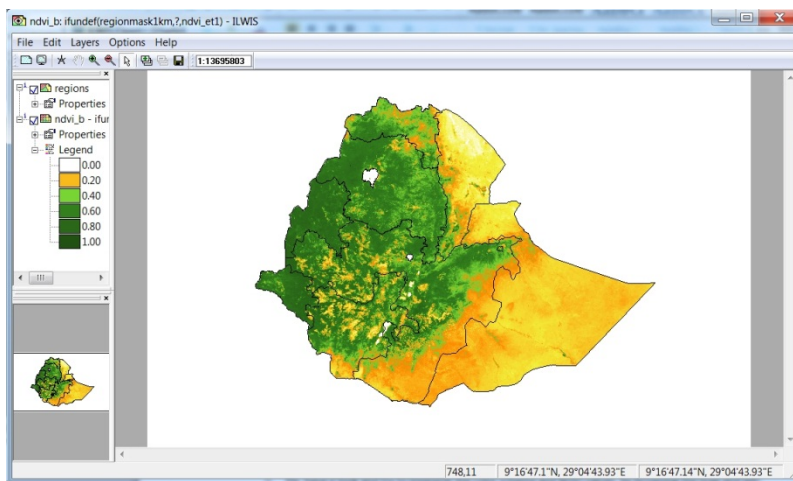 ndvi_b: ifundef(regionmask1km,?,ndvi_et1) - ILWIS
File Edit Layers Options Help
1:13695803
regions
Properties
ndvi_b - ifun
Properties
Legend
0.00
0.20
0.40
0.60
0.80
1.00
748,11 9°16'47.1"N, 29°04'43.93"E 9°16'47.14"N, 29°04'43.93"E